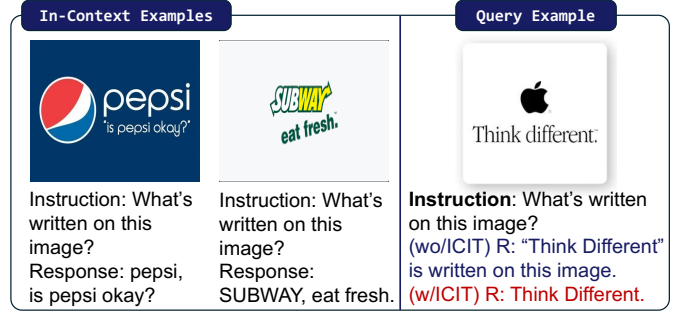 In-Context Examples
Query Example
pepsi
"is pepsi okay?"
SUBWAY
eat fresh.
Think different.
Instruction: What's
written on this
image?
Response: pepsi,
is pepsi okay?
Instruction: What's
written on this
image?
Response:
SUBWAY, eat fresh.
Instruction: What's written
on this image?
(wo/ICIT) R: “Think Different”
is written on this image.
(w/ICIT) R: Think Different.